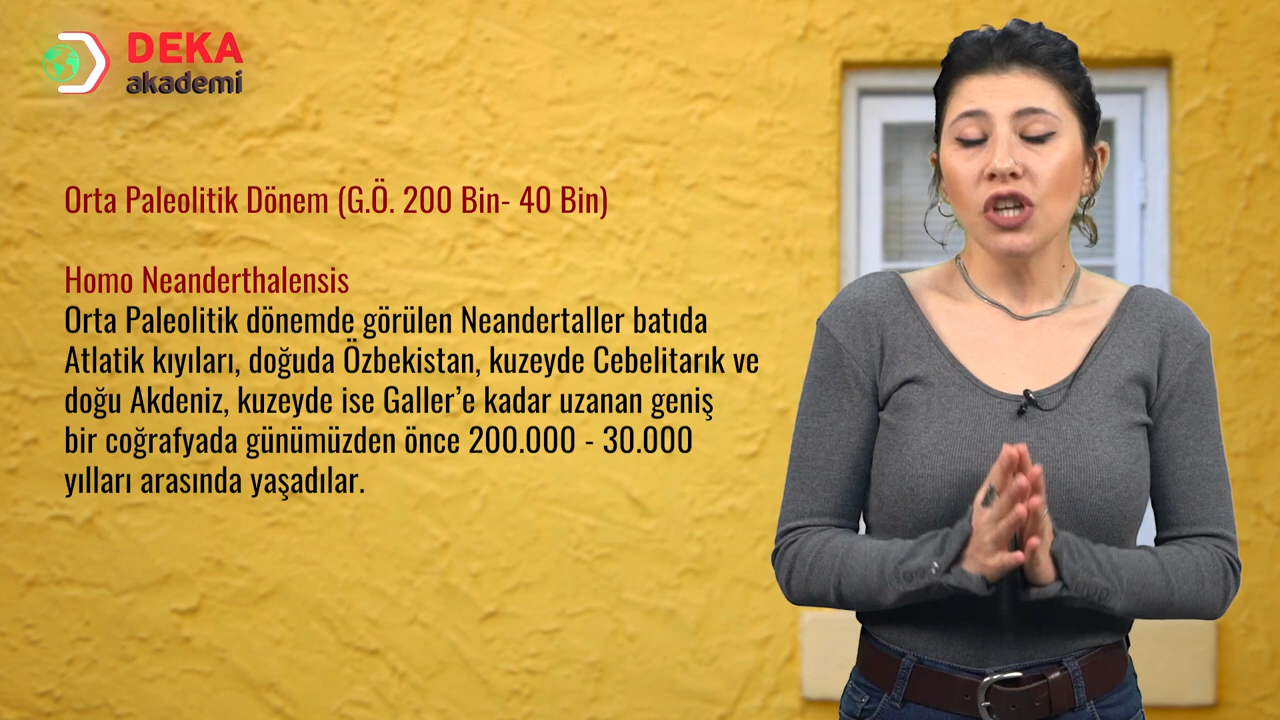 DEKA
akademi
Orta Paleolitik Dönem (G.Ö. 200 Bin- 40 Bin)
Homo Neanderthalensis
Orta Paleolitik dönemde görülen Neandertaller batıda
Atlatik kıyıları, doğuda Özbekistan, kuzeyde Cebelitarık ve
doğu Akdeniz, kuzeyde ise Galler’e kadar uzanan geniş
bir coğrafyada günümüzden önce 200.000 - 30.000
yılları arasında yaşadılar.